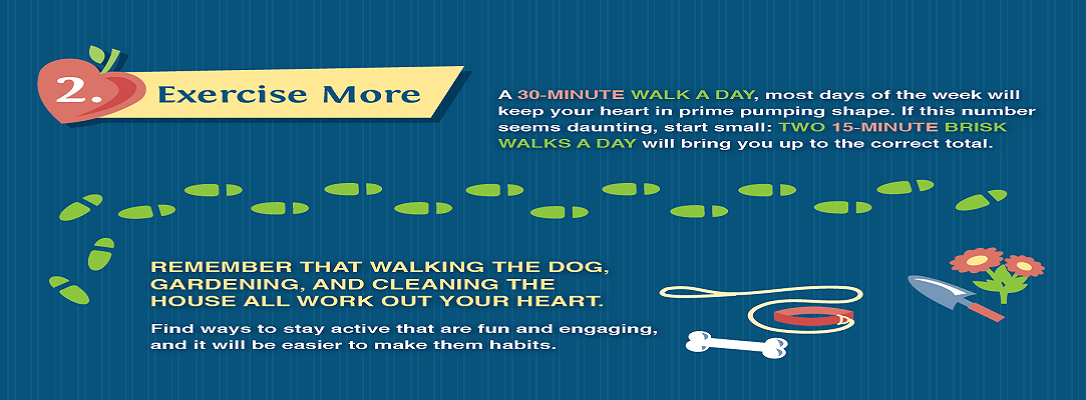 2.
Exercise More
A 30-MINUTE WALK A DAY, most days of the week will
keep your heart in prime pumping shape. If this number
seems daunting, start small: TWO 15-MINUTE BRISK
WALKS A DAY will bring you up to the correct total.
REMEMBER THAT WALKING THE DOG,
GARDENING, AND CLEANING THE
HOUSE ALL WORK OUT YOUR HEART.
Find ways to stay active that are fun and engaging,
and it will be easier to make them habits.